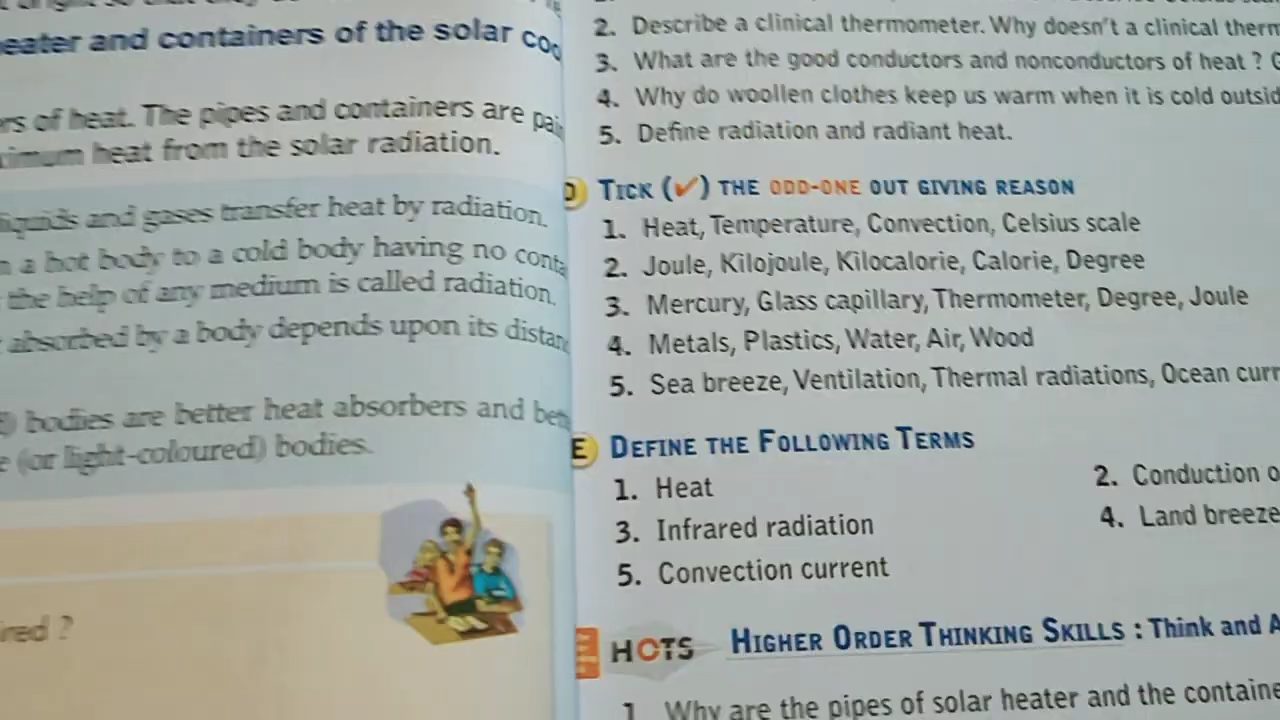 eater and containers of the solar
rs of heat. The pipes and containers are
ximum heat from the solar radiation.
liquids and gases transfer heat by radiation.
a hot body to a cold body having no
the help of any medium is called radiation.
absorbed by a body depends upon its
bodies are better heat absorbers and
(or light-coloured) bodies.
ired ?
2. Describe a clinical thermometer. Why doesn't a clinical therm
3. What are the good conductors and nonconductors of heat ? G
4. Why do woollen clothes keep us warm when it is cold outsid
5. Define radiation and radiant heat.
D TICK (✓) THE ODD-ONE OUT GIVING REASON
1. Heat, Temperature, Convection, Celsius scale
2. Joule, Kilojoule, Kilocalorie, Calorie, Degree
3. Mercury, Glass capillary, Thermometer, Degree, Joule
4. Metals, Plastics, Water, Air, Wood
5. Sea breeze, Ventilation, Thermal radiations, Ocean curr
E DEFINE THE FOLLOWING TERMS
1. Heat
2. Conduction o
3. Infrared radiation
4. Land breeze
5. Convection current
HOTS HIGHER ORDER THINKING SKILLS : Think and A
1 Why are the pipes of solar heater and the containe